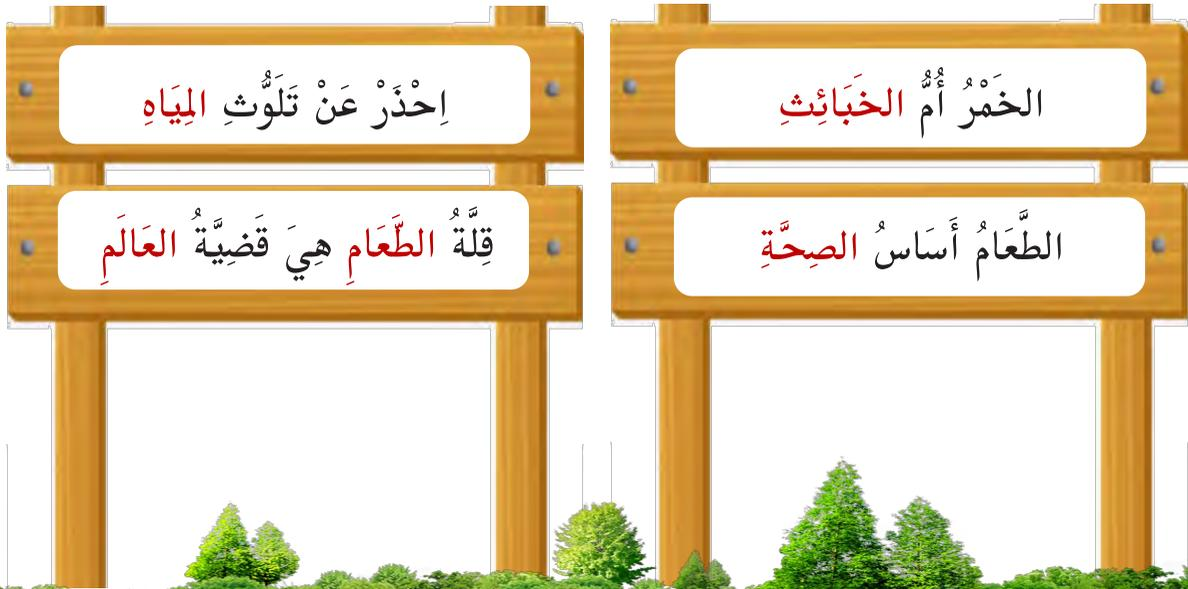 الخَمْرُ أُمُّ الخَبَائِثِ
الطَّعَامُ أَسَاسُ الصِحَّةِ
اِحْذَرْ عَنْ تَلَوُّثِ المِيَاهِ
قِلَّةُ الطَّعَامِ هِيَ قَضِيَّةُ العَالَمِ